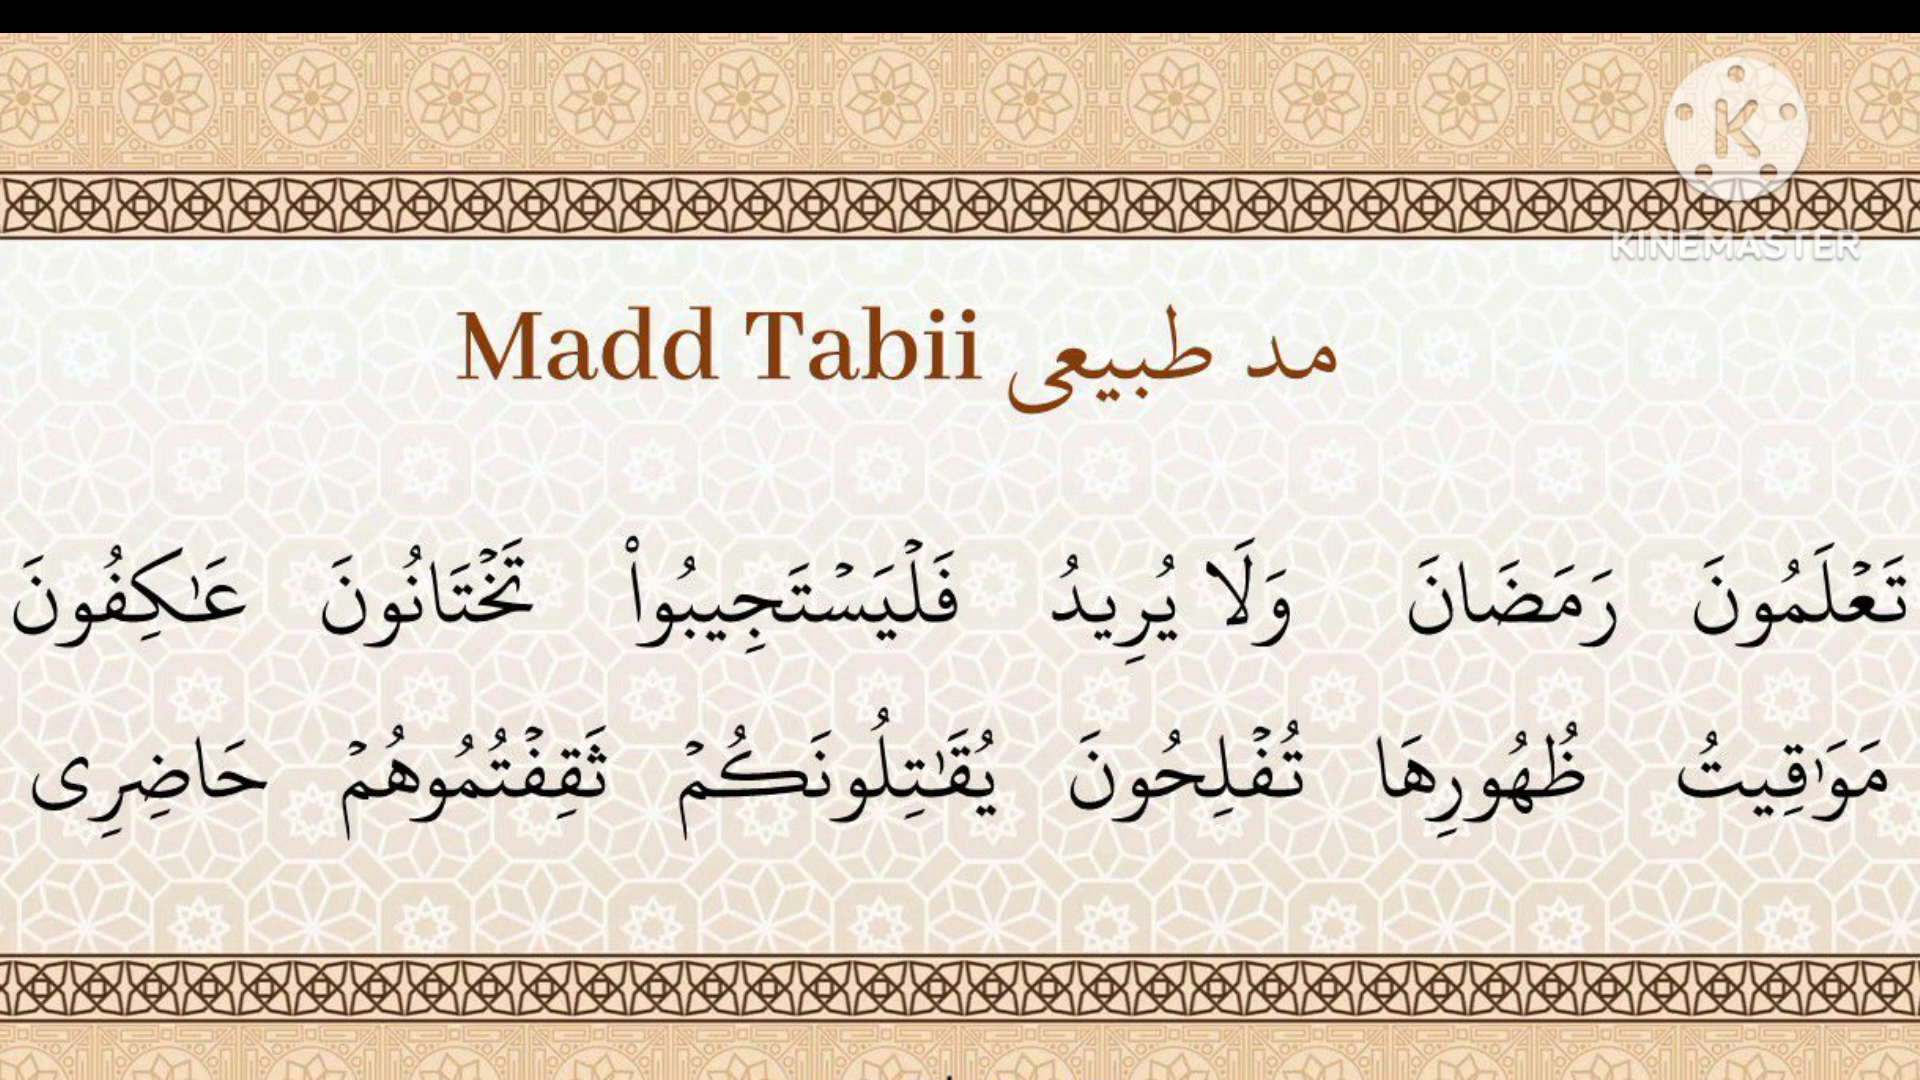 K
KINEMASTER
Madd Tabii مد طبيعى
تَعْلَمُونَ رَمَضَانَ وَلَا يُرِيدُ فَلْيَسْتَجِيبُوا۟ تَخْتَانُونَ عَـٰكِفُونَ
مَوَٰقِيتُ ظُهُورِهَا تُفْلِحُونَ يُقَـٰتِلُونَكُمْ ثَقِفْتُمُوهُمْ حَاضِرِى